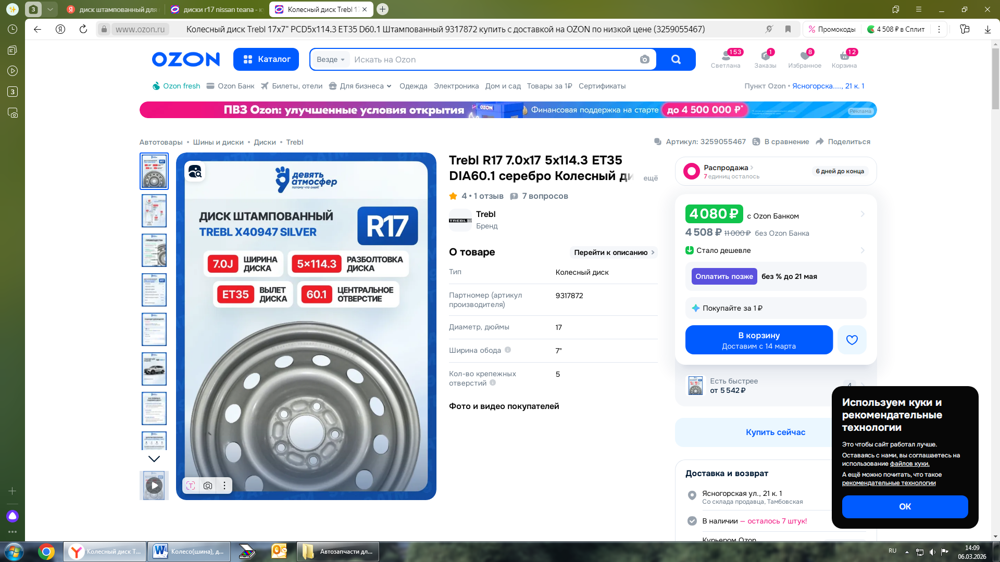 3
диск штампованный для
диски r17 nissan teana - к
Колесный диск Trebl 17
www.ozon.ru
Колесный диск Trebl 17x7" PCD5x114.3 ET35 D60.1 Штампованный 9317872 купить с доставкой на OZON по низкой цене (3259055467)
Промокоды
4 508 ₽ в Сплит
3
OZON
Каталог
Везде
Искать на Ozon
153
Светлана
1
Заказы
8
Избранное
12
Корзина
Ozon fresh
Ozon Банк
Билеты, отели
Для бизнеса
Одежда
Электроника
Дом и сад
Товары за 1₽
Сертификаты
Пункт Ozon • Ясногорска...., 21 к. 1
ПВЗ Ozon: улучшенные условия открытия
OZON
Финансовая поддержка на старте
до 4 500 000 ₽*
Реклама
Автотовары • Шины и диски • Диски • Trebl
Артикул: 3259055467
В сравнение
Поделиться
девять
атмосфер
потому что окей!
ДИСК ШТАМПОВАННЫЙ
TREBL X40947 SILVER
R17
7.0J
ШИРИНА
ДИСКА
5×114.3
РАЗБОЛТОВКА
ДИСКА
ET35
ВЫЛЕТ
ДИСКА
60.1
ЦЕНТРАЛЬНОЕ
ОТВЕРСТИЕ
Trebl R17 7.0x17 5x114.3 ET35
DIA60.1 серебро Колесный ди
ещё
4 • 1 отзыв
7 вопросов
TREBL
Trebl
Бренд
О товаре
Перейти к описанию
Тип
Колесный диск
Партномер (артикул
производителя)
9317872
Диаметр, дюймы
17
Ширина обода
7"
Кол-во крепежных
отверстий
5
Фото и видео покупателей
Распродажа
7 единиц осталось
6 дней до конца
4 080 ₽
с Ozon Банком
4 508 ₽ 11 000 ₽ без Ozon Банка
Стало дешевле
Оплатить позже
без % до 21 мая
Покупайте за 1 ₽
В корзину
Доставим с 14 марта
Есть быстрее
от 5 542 ₽
4
Купить сейчас
Доставка и возврат
Ясногорская ул., 21 к. 1
Со склада продавца, Тамбовская
В наличии — осталось 7 штук!
Курьером Ozon
Используем куки и
рекомендательные
технологии
Это чтобы сайт работал лучше.
Оставаясь с нами, вы соглашаетесь на
использование файлов куки.
А ещё можно почитать, что такое
рекомендательные технологии
ОК
Колесный диск T...
Колесо(шина), д...
Автозапчасти дл...
RU
14:09
06.03.2026